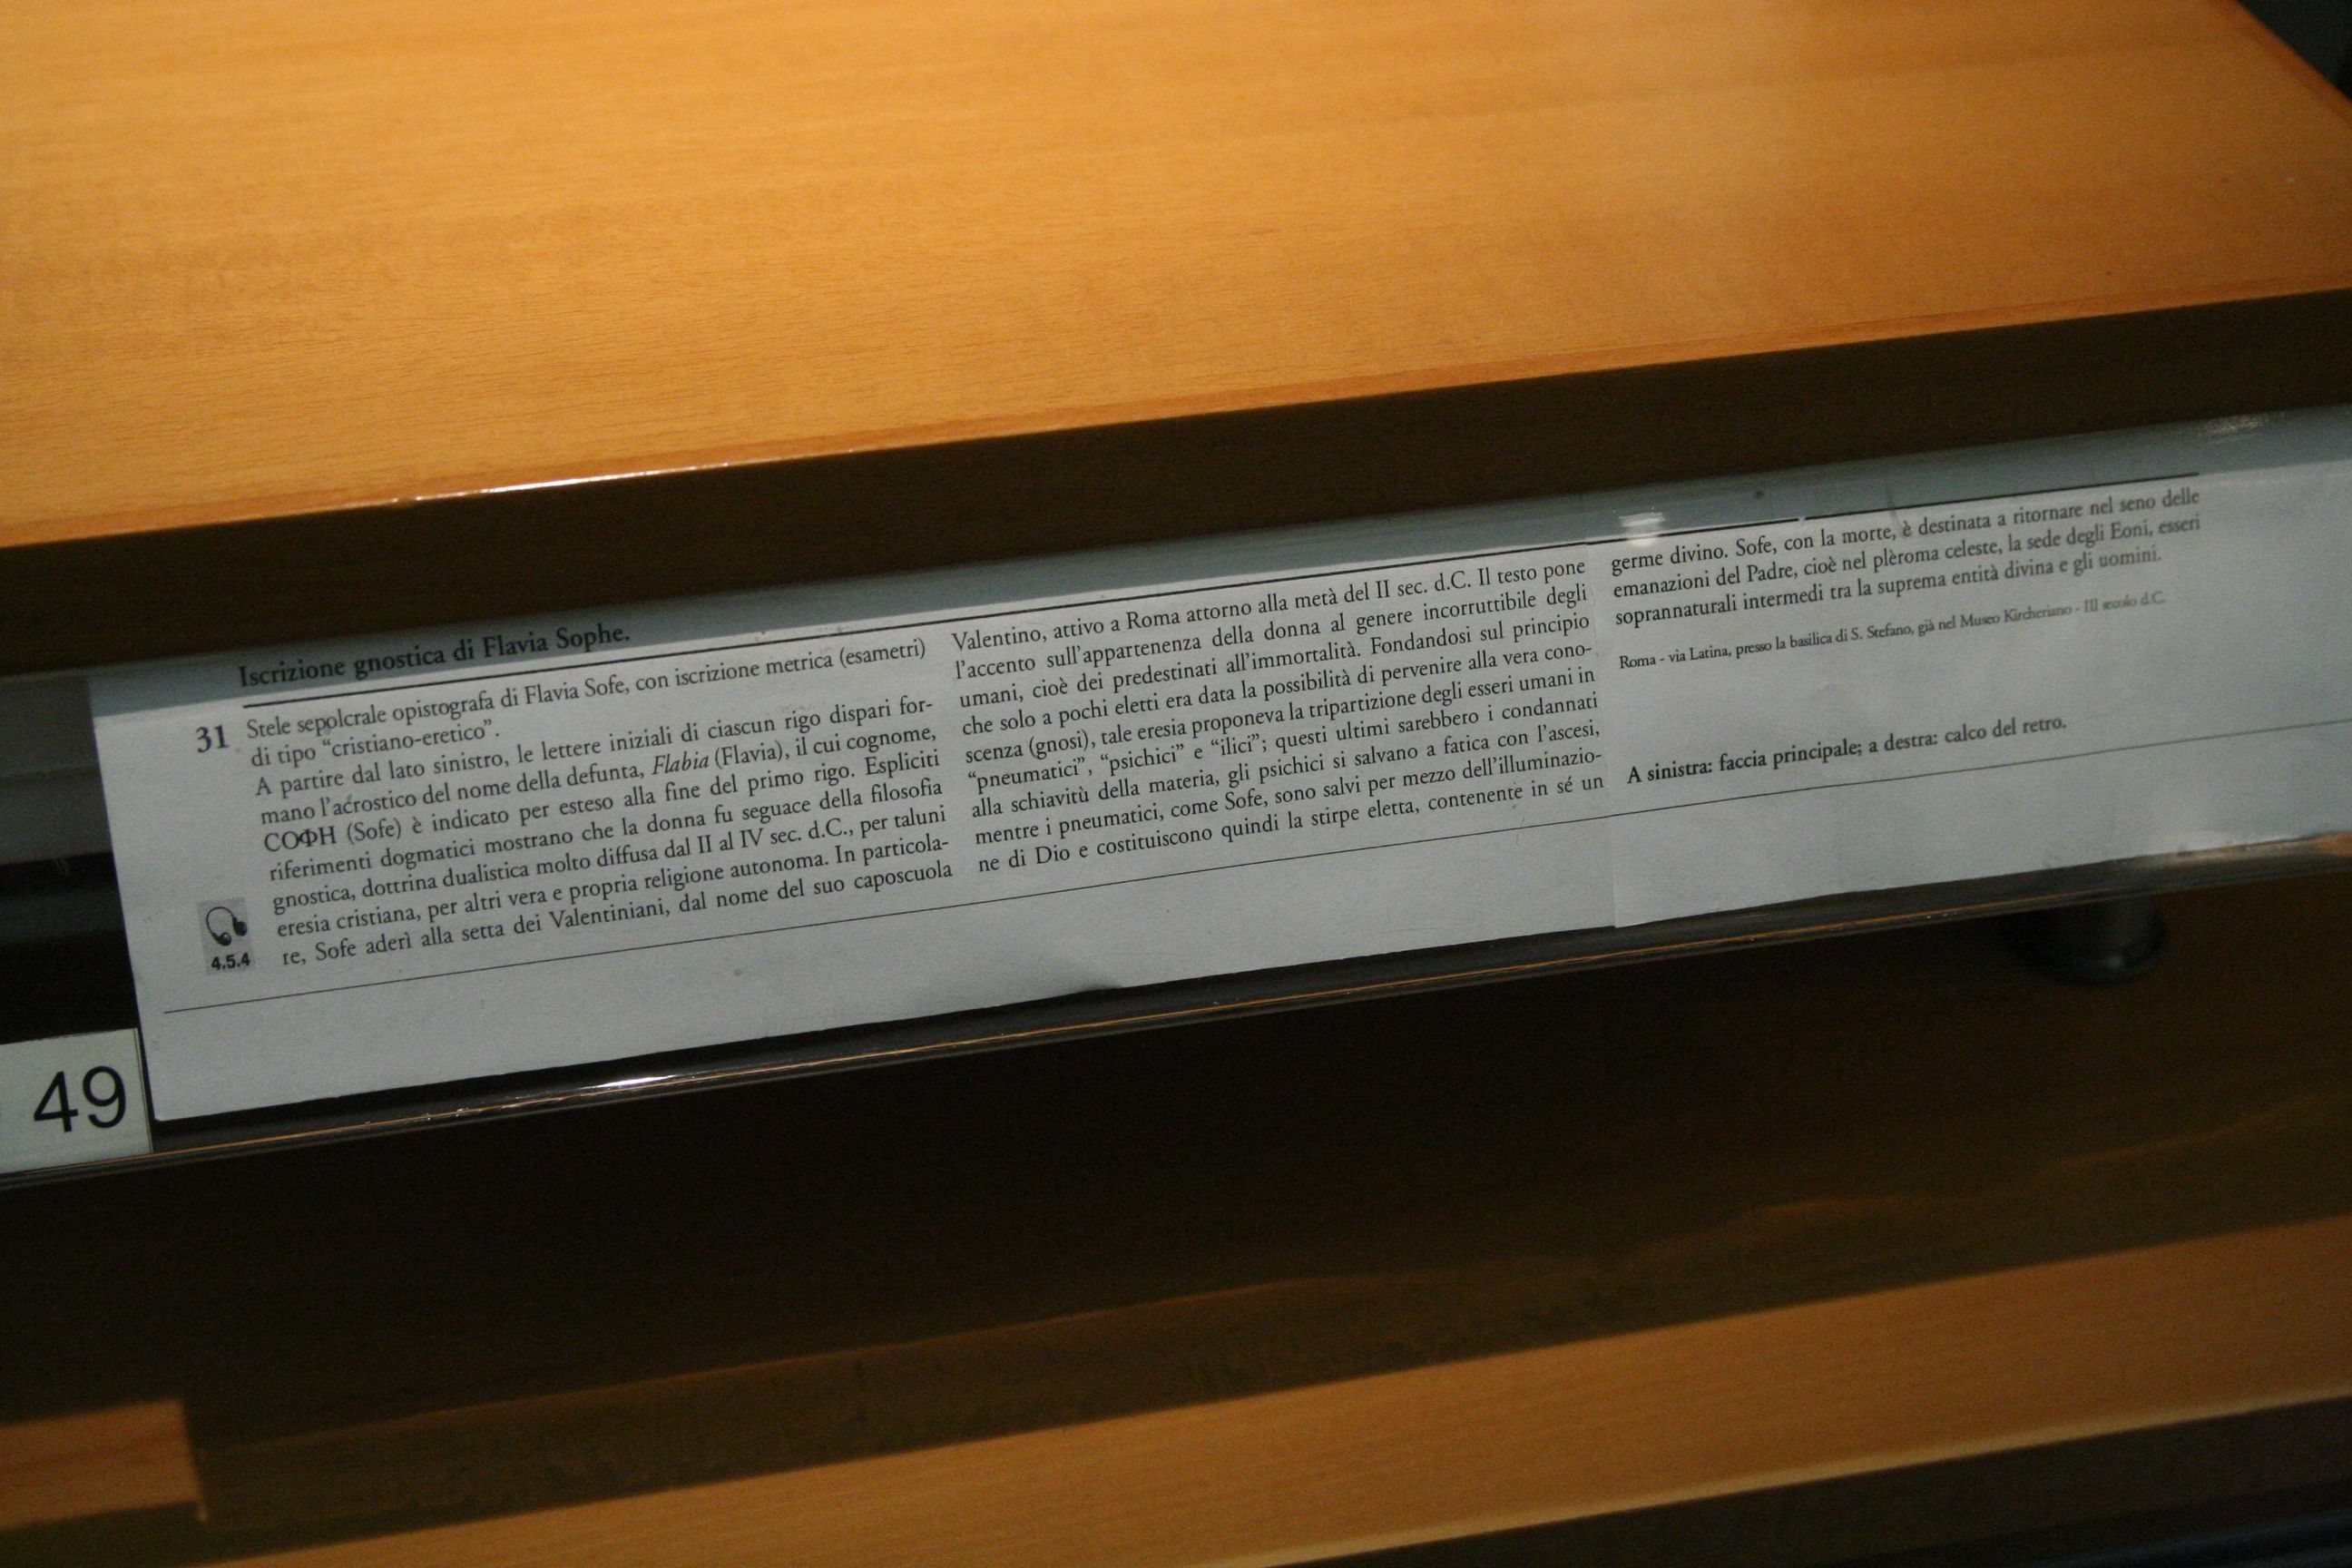 Iscrizione gnostica di Flavia Sophe.
31 Stele sepolcrale opistografa di Flavia Sofe, con iscrizione metrica (esametri)
di tipo “cristiano-eretico”.
A partire dal lato sinistro, le lettere iniziali di ciascun rigo dispari for-
mano l'acrostico del nome della defunta, Flabia (Flavia), il cui cognome,
CОФН (Sofe) è indicato per esteso alla fine del primo rigo. Espliciti
riferimenti dogmatici mostrano che la donna fu seguace della filosofia
gnostica, dottrina dualistica molto diffusa dal II al IV sec. d.C., per taluni
eresia cristiana, per altri vera e propria religione autonoma. In particola-
re, Sofe aderì alla setta dei Valentiniani, dal nome del suo caposcuola
4.5.4
Valentino, attivo a Roma attorno alla metà del II sec. d.C. Il testo pone
l'accento sull'appartenenza della donna al genere incorruttibile degli
umani, cioè dei predestinati all'immortalità. Fondandosi sul principio
che solo a pochi eletti era data la possibilità di pervenire alla vera cono-
scenza (gnosi), tale eresia proponeva la tripartizione degli esseri umani in
“pneumatici”, “psichici” e “ilici”; questi ultimi sarebbero i condannati
alla schiavitù della materia, gli psichici si salvano a fatica con l'ascesi,
mentre i pneumatici, come Sofe, sono salvi per mezzo dell'illuminazio-
ne di Dio e costituiscono quindi la stirpe eletta, contenente in sé un
germe divino. Sofe, con la morte, è destinata a ritornare nel seno delle
emanazioni del Padre, cioè nel plèroma celeste, la sede degli Eoni, esseri
soprannaturali intermedi tra la suprema entità divina e gli uomini.
Roma - via Latina, presso la basilica di S. Stefano, già nel Museo Kircheriano - III secolo d.C.
A sinistra: faccia principale; a destra: calco del retro.
49